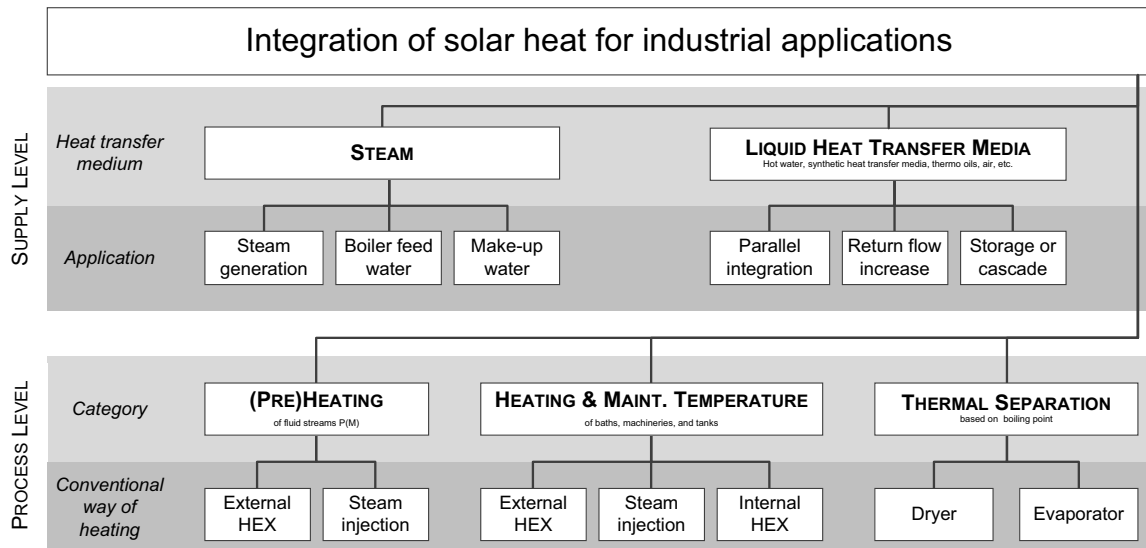 Integration of solar heat for industrial applications
SUPPLY LEVEL
Heat transfer
medium
STEAM
LIQUID HEAT TRANSFER MEDIA
Hot water, synthetic heat transfer media, thermo oils, air, etc.
Application
Steam
generation
Boiler feed
water
Make-up
water
Parallel
integration
Return flow
increase
Storage or
cascade
PROCESS LEVEL
Category
(PRE)HEATING
of fluid streams P(M)
HEATING & MAINT. TEMPERATURE
of baths, machineries, and tanks
THERMAL SEPARATION
based on boiling point
Conventional
way of
heating
External
HEX
Steam
injection
External
HEX
Steam
injection
Internal
HEX
Dryer
Evaporator